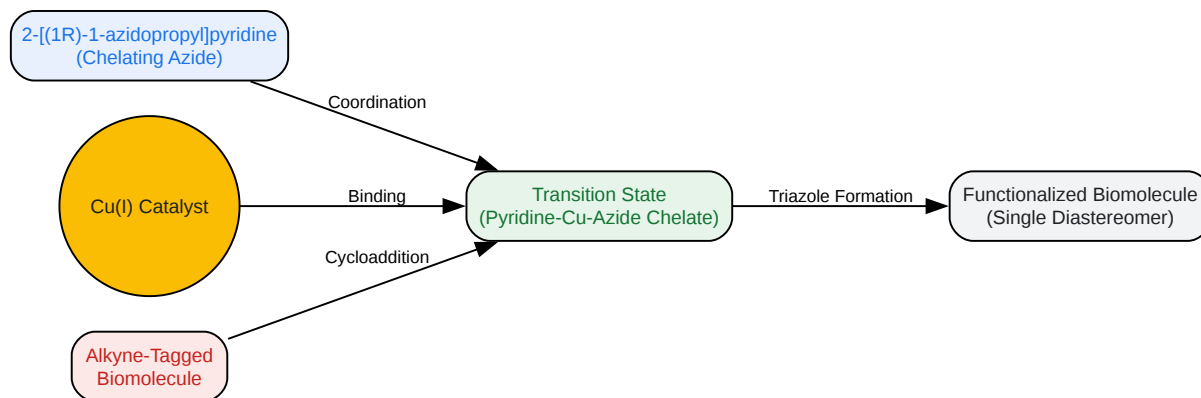 2-[(1R)-1-azidopropyl]pyridine
(Chelating Azide)
Coordination
Cu(I) Catalyst
Binding
Transition State
(Pyridine-Cu-Azide Chelate)
Triazole Formation
Functionalized Biomolecule
(Single Diastereomer)
Cycloaddition
Alkyne-Tagged
Biomolecule